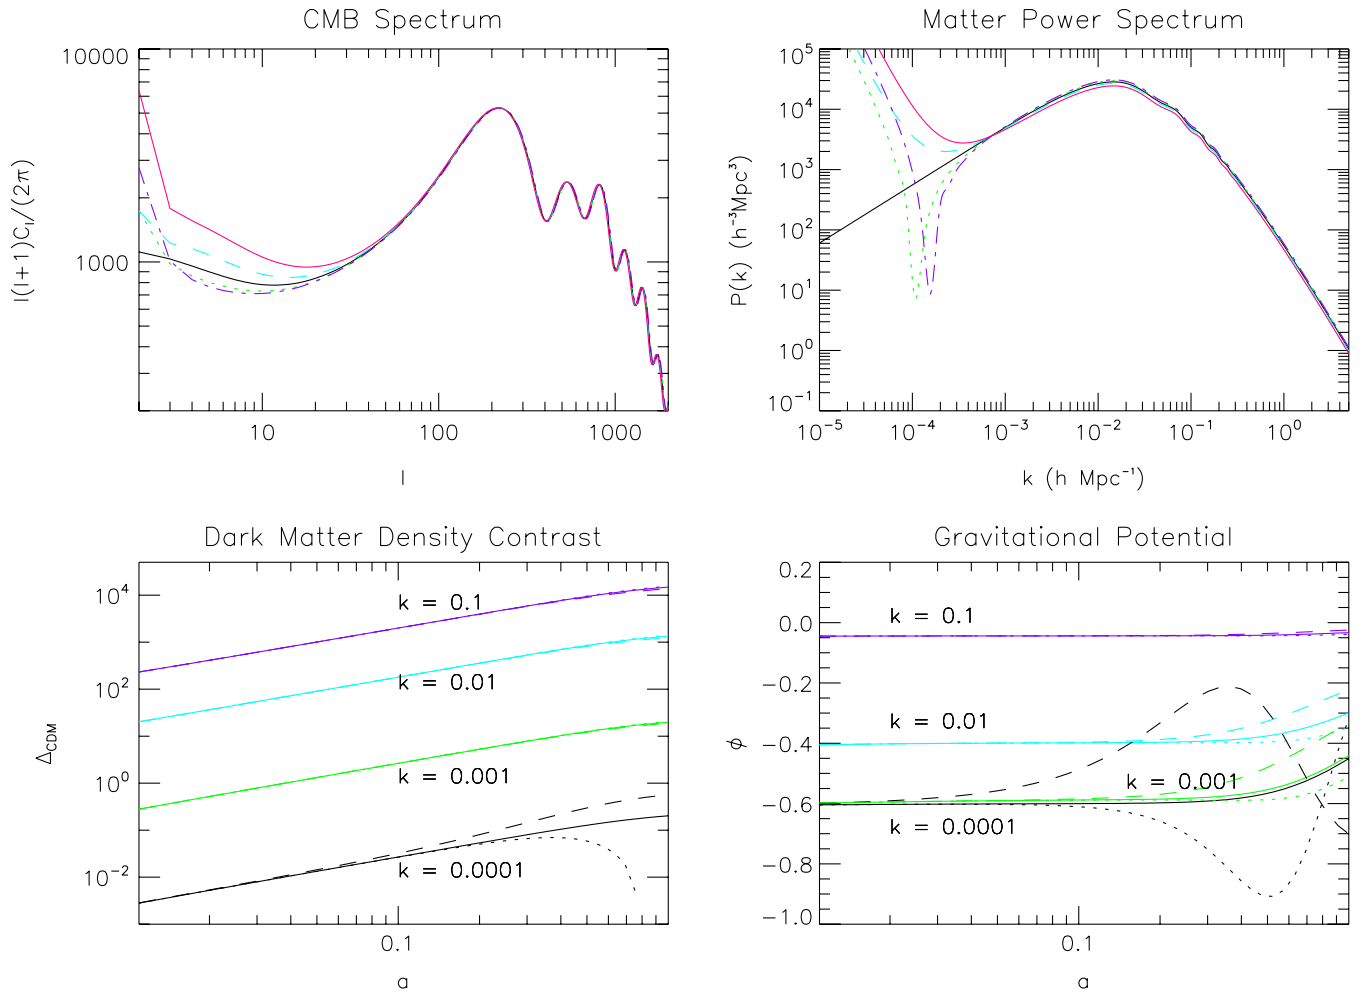 CMB Spectrum
10000
1000
l(l+1)C_l/(2π)
10 100 1000
l
Matter Power Spectrum
10^5
10^4
10^3
10^2
10^1
10^0
10^-1
P(k) (h^-3Mpc^3)
10^-5 10^-4 10^-3 10^-2 10^-1 10^0
k (h Mpc^-1)
Dark Matter Density Contrast
10^4
10^2
10^0
10^-2
Δ_CDM
k = 0.1
k = 0.01
k = 0.001
k = 0.0001
0.1
a
Gravitational Potential
0.2
0.0
-0.2
-0.4
-0.6
-0.8
-1.0
ϕ
k = 0.1
k = 0.01
k = 0.001
k = 0.0001
0.1
a